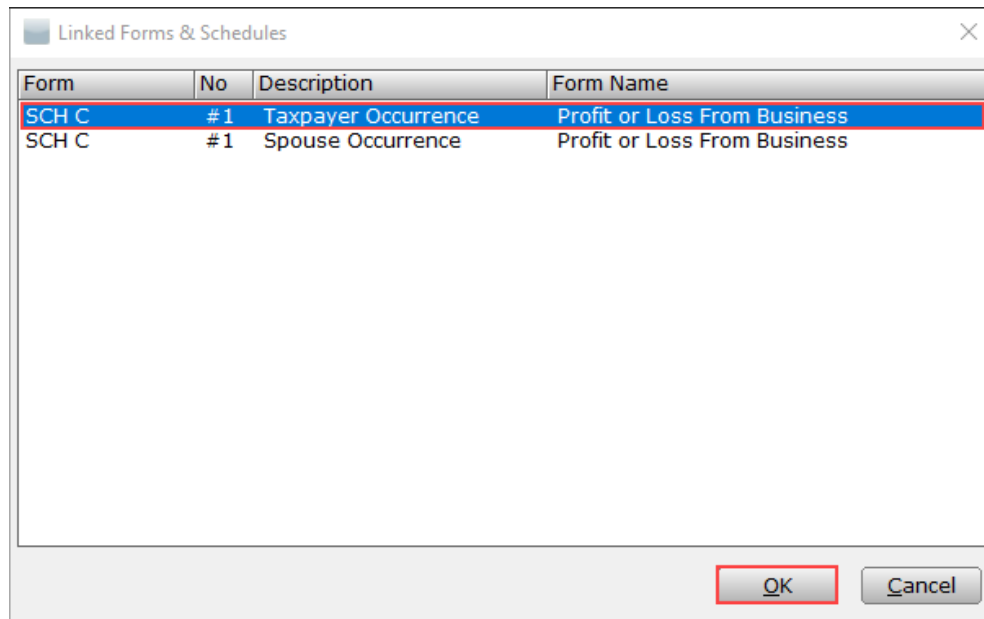 Linked Forms & Schedules
Form No Description Form Name
SCH C #1 Taxpayer Occurrence Profit or Loss From Business
SCH C #1 Spouse Occurrence Profit or Loss From Business
OK Cancel